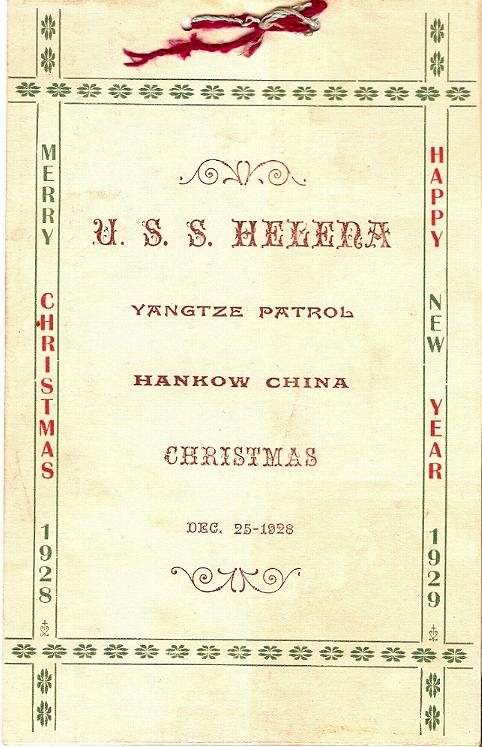 U. S. S. HELENA
YANGTZE PATROL
HANKOW CHINA
CHRISTMAS
DEC. 25-1928
MERRY CHRISTMAS 1928
HAPPY NEW YEAR 1929